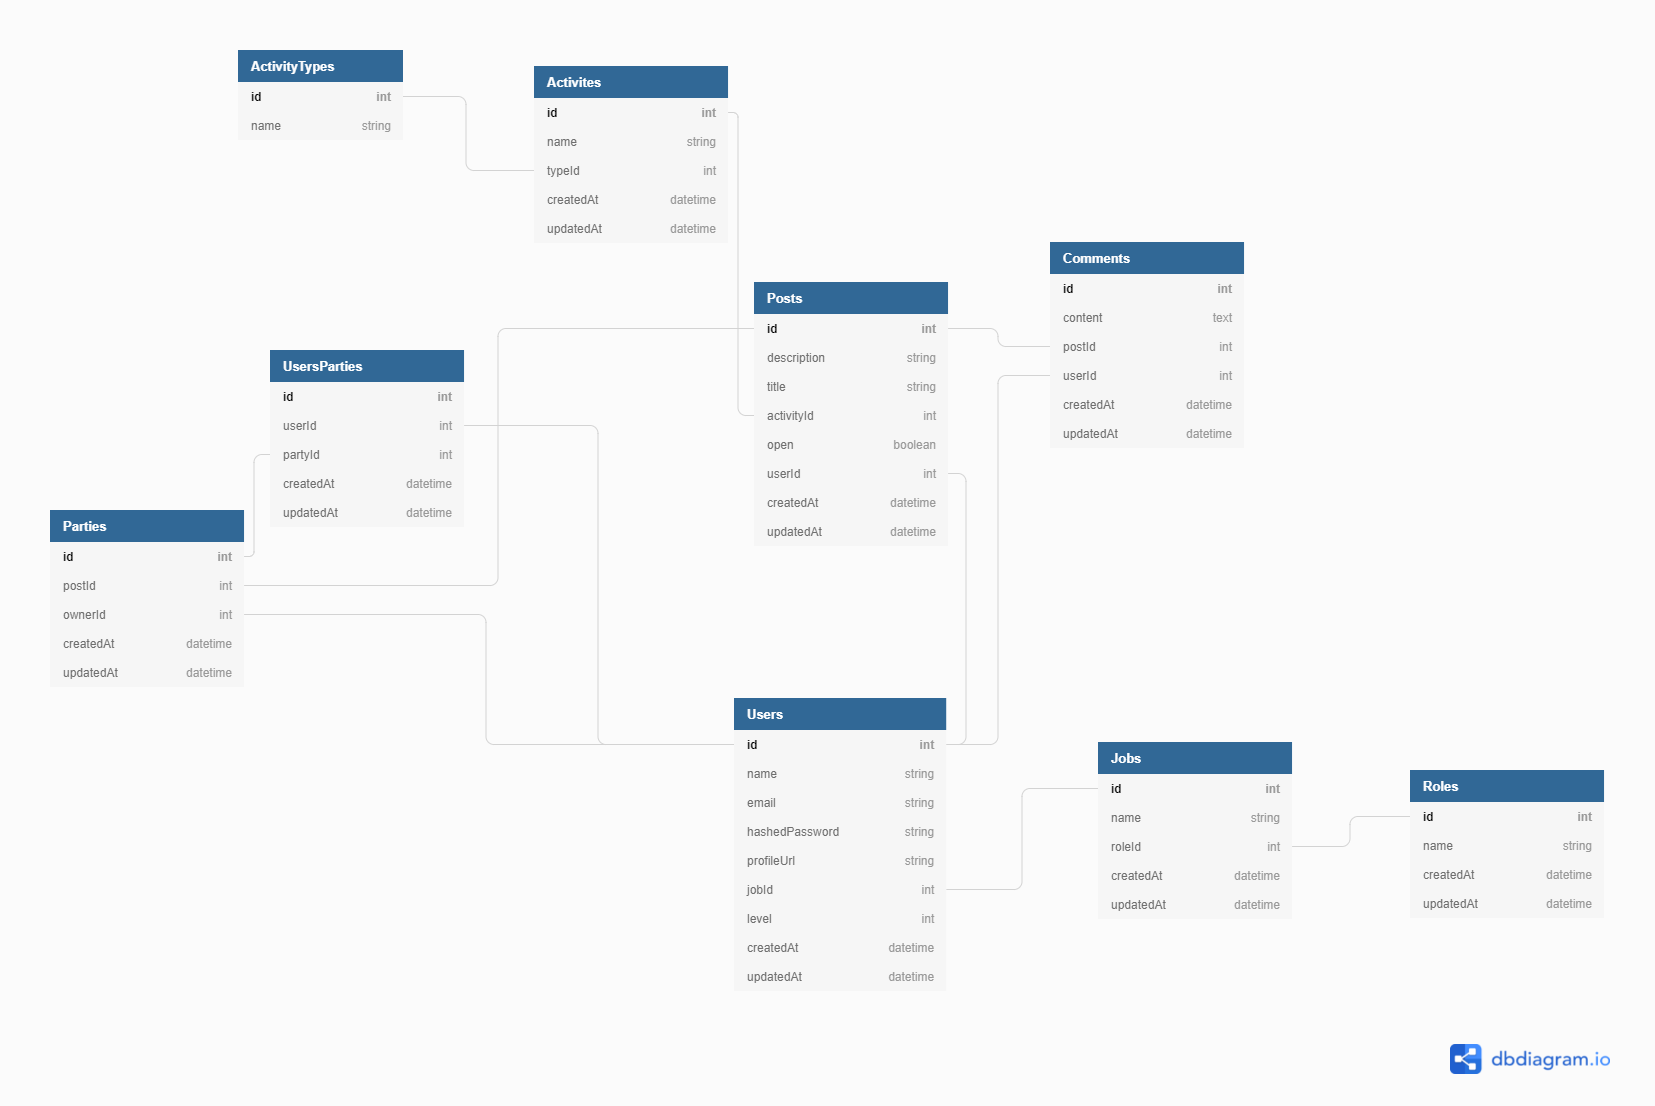 ActivityTypes
id int
name string
Activites
id int
name string
typeId int
createdAt datetime
updatedAt datetime
Comments
id int
content text
postId int
userId int
createdAt datetime
updatedAt datetime
Posts
id int
description string
title string
activityId int
open boolean
userId int
createdAt datetime
updatedAt datetime
UsersParties
id int
userId int
partyId int
createdAt datetime
updatedAt datetime
Parties
id int
postId int
ownerId int
createdAt datetime
updatedAt datetime
Users
id int
name string
email string
hashedPassword string
profileUrl string
jobId int
level int
createdAt datetime
updatedAt datetime
Jobs
id int
name string
roleId int
createdAt datetime
updatedAt datetime
Roles
id int
name string
createdAt datetime
updatedAt datetime
dbdiagram.io